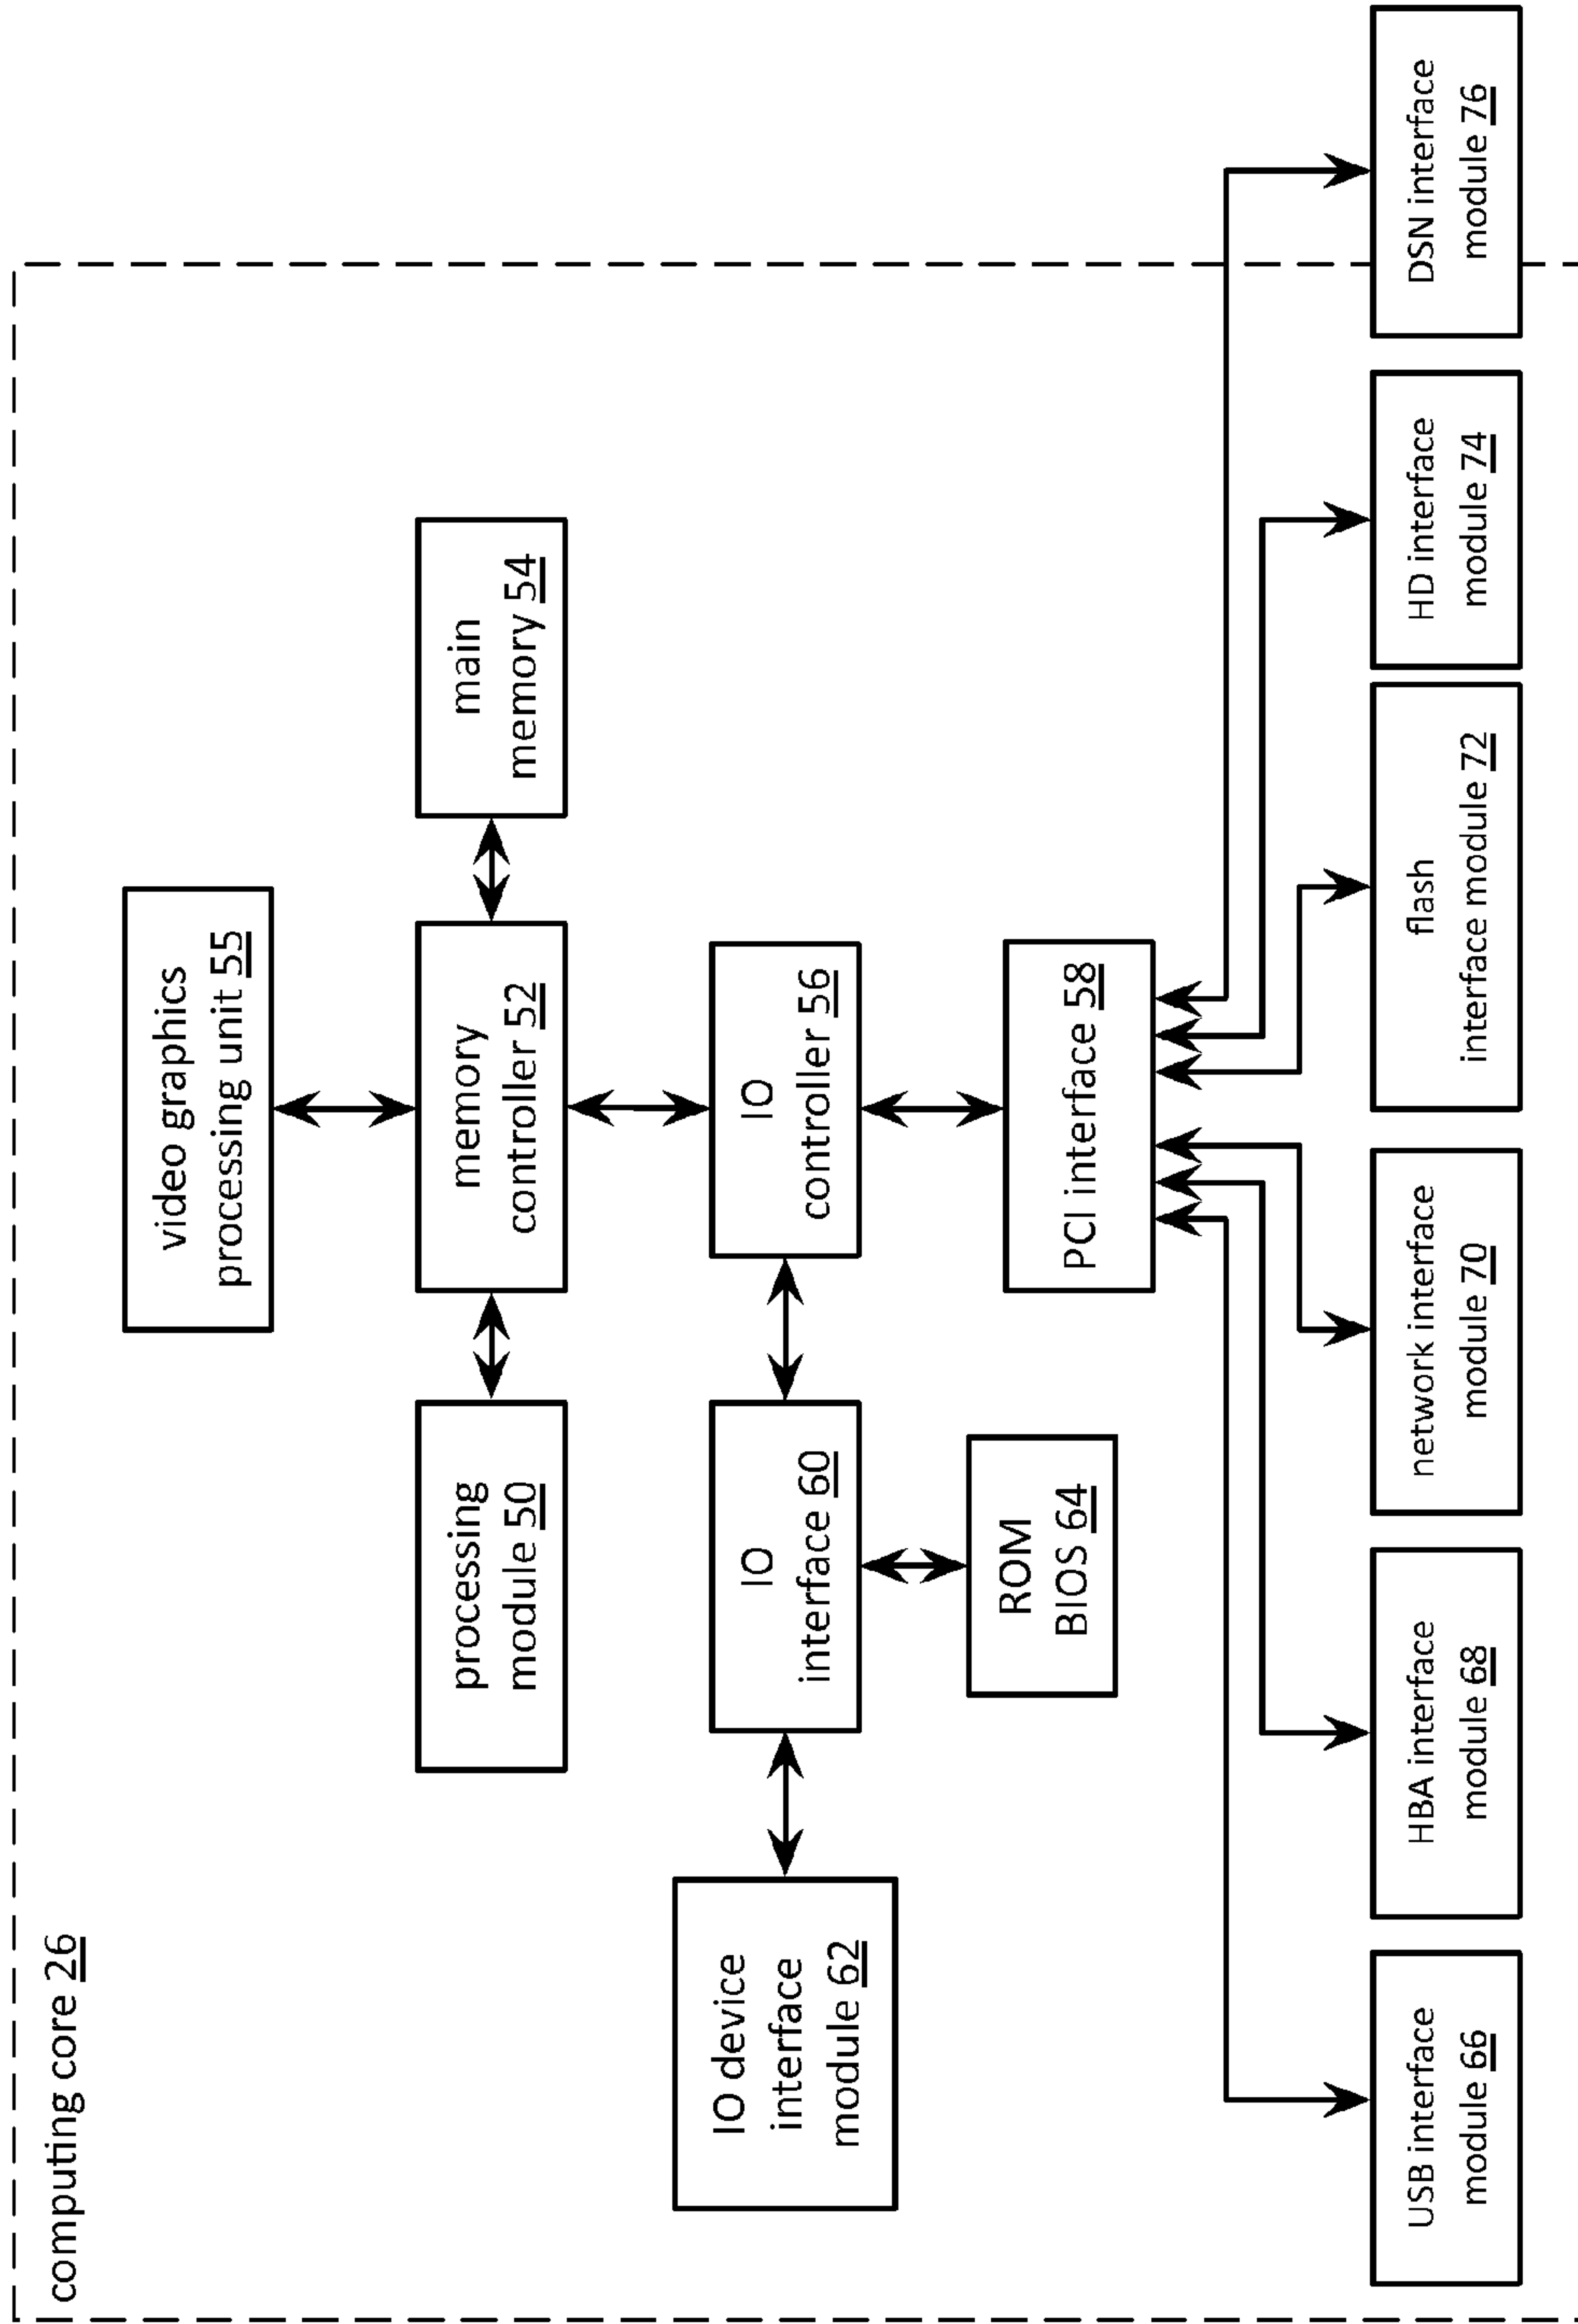 computing core 26
video graphics
processing unit 55
processing
module 50
memory
controller 52
main
memory 54
IO device
interface
module 62
IO
interface 60
IO
controller 56
ROM
BIOS 64
PCI interface 58
USB interface
module 66
HBA interface
module 68
network interface
module 70
flash
interface module 72
HD interface
module 74
DSN interface
module 76